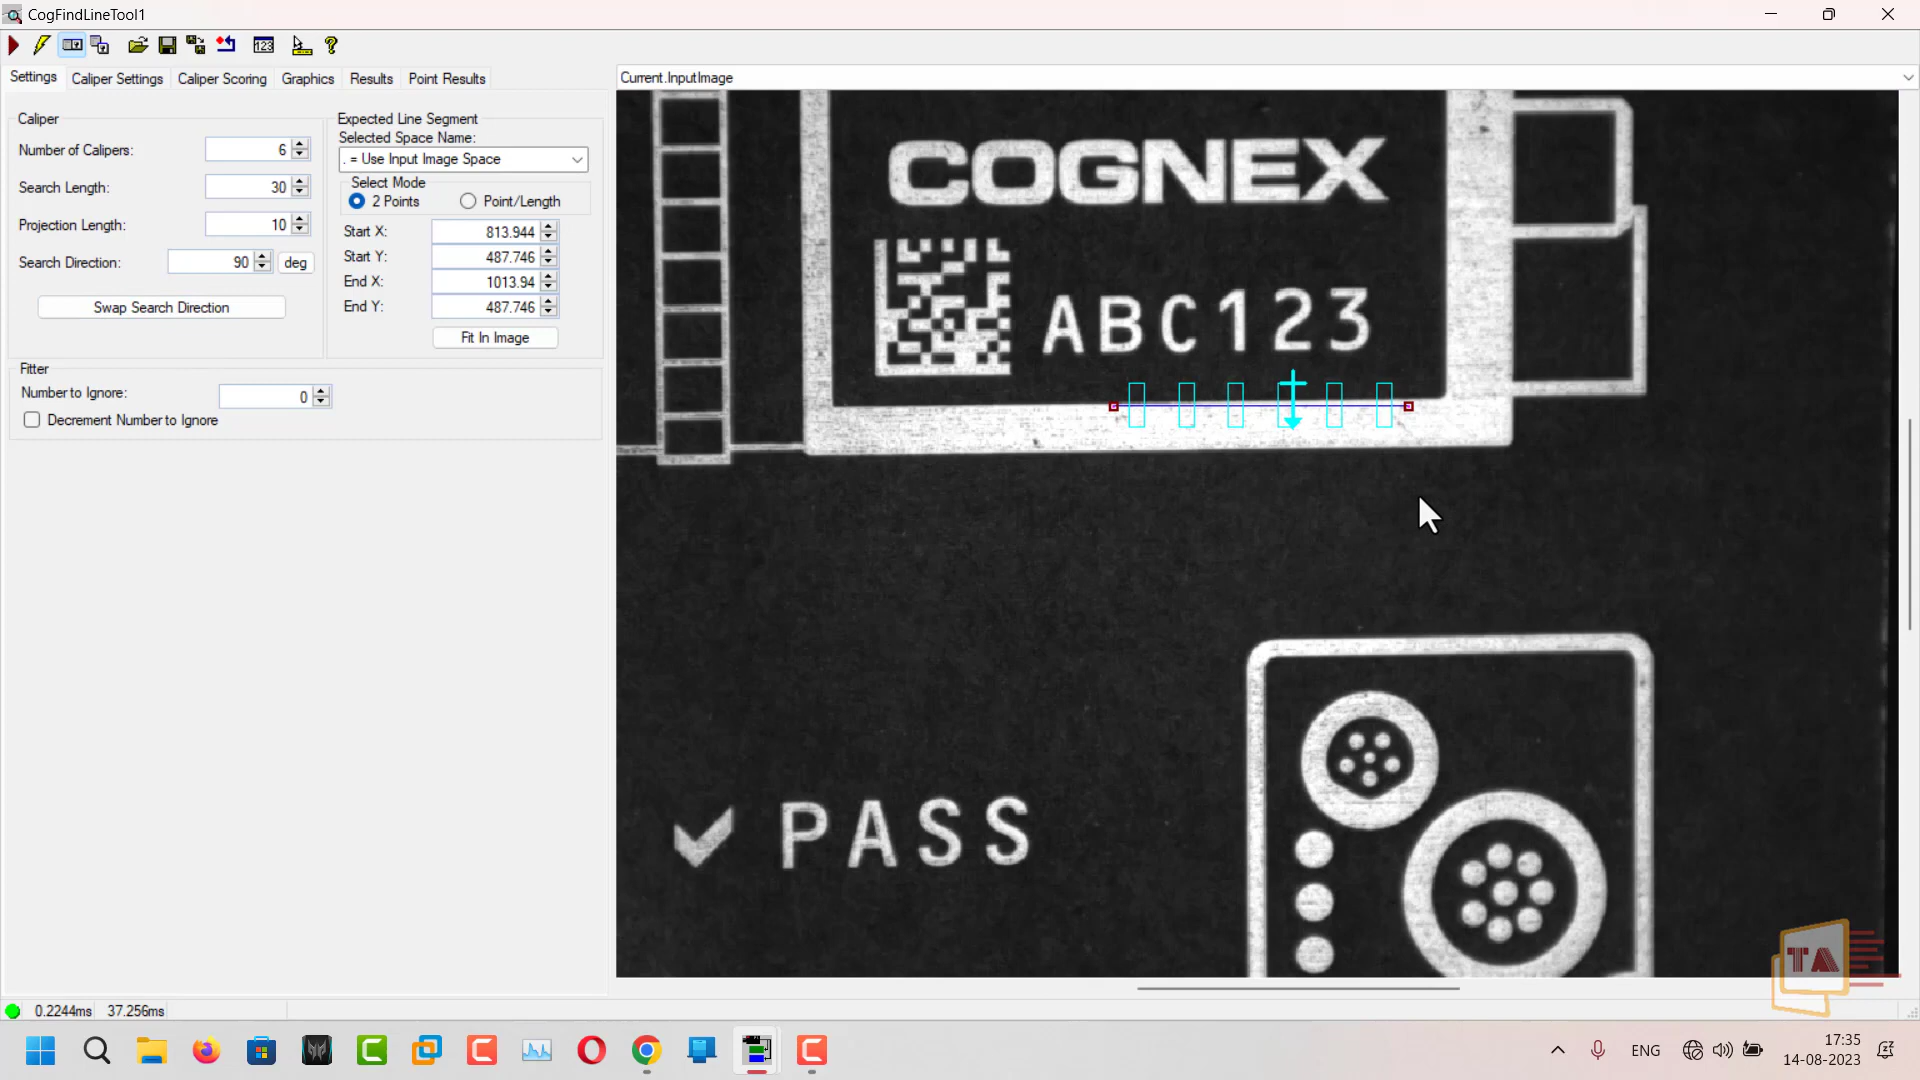 CogFindLineTool1
Settings
Caliper Settings
Caliper Scoring
Graphics
Results
Point Results
Current.InputImage
Caliper
Number of Calipers: 6
Search Length: 30
Projection Length: 10
Search Direction: 90 deg
Swap Search Direction
Expected Line Segment
Selected Space Name:
. = Use Input Image Space
Select Mode
2 Points
Point/Length
Start X: 813.944
Start Y: 487.746
End X: 1013.94
End Y: 487.746
Fit In Image
Fitter
Number to Ignore: 0
Decrement Number to Ignore
COGNEX
ABC123
PASS
TA
0.2244ms 37.256ms
ENG
17:35
14-08-2023